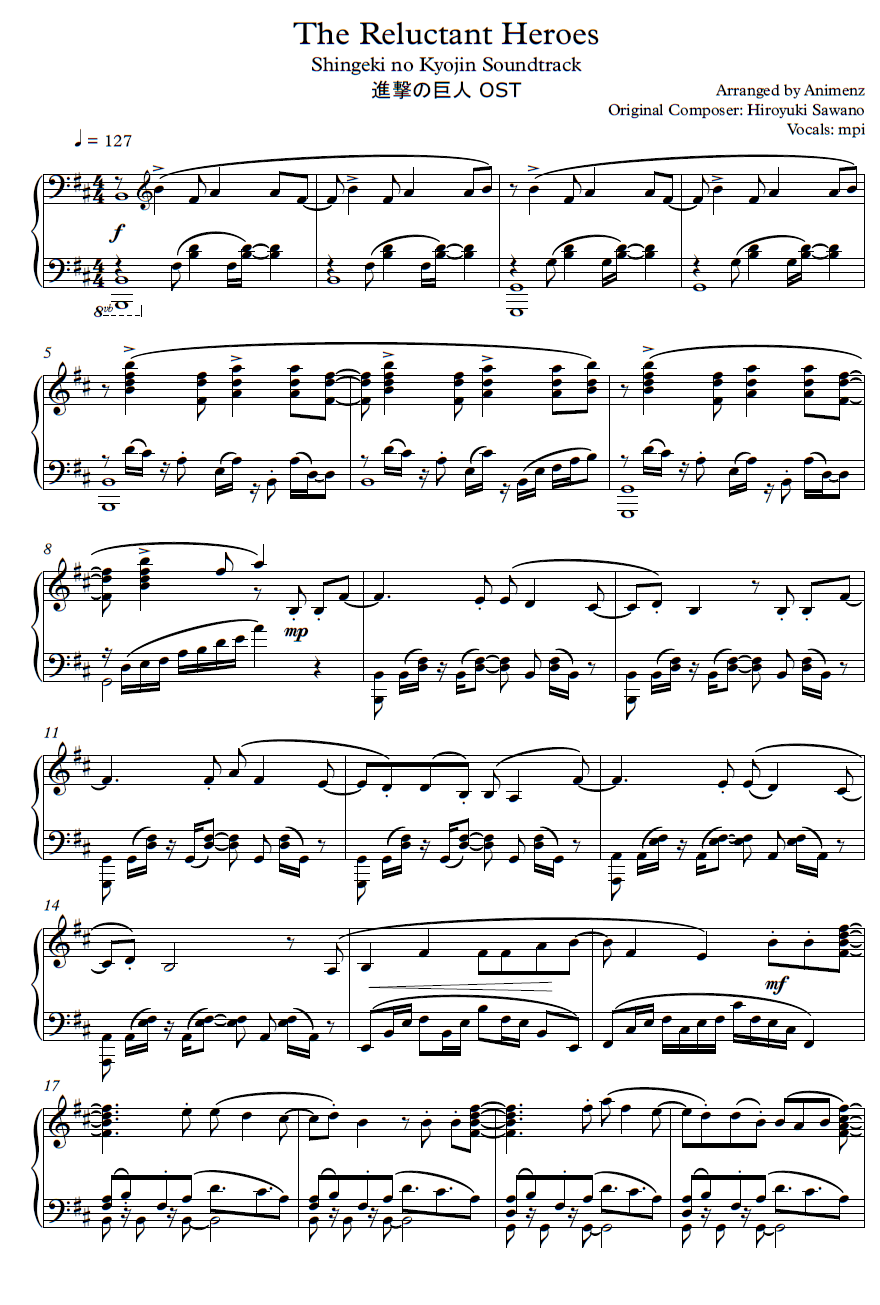 The Reluctant Heroes
Shingeki no Kyojin Soundtrack
進撃の巨人 OST
Arranged by Animenz
Original Composer: Hiroyuki Sawano
Vocals: mpi
♩ = 127
f
8vb
5
8
mp
11
14
mf
17